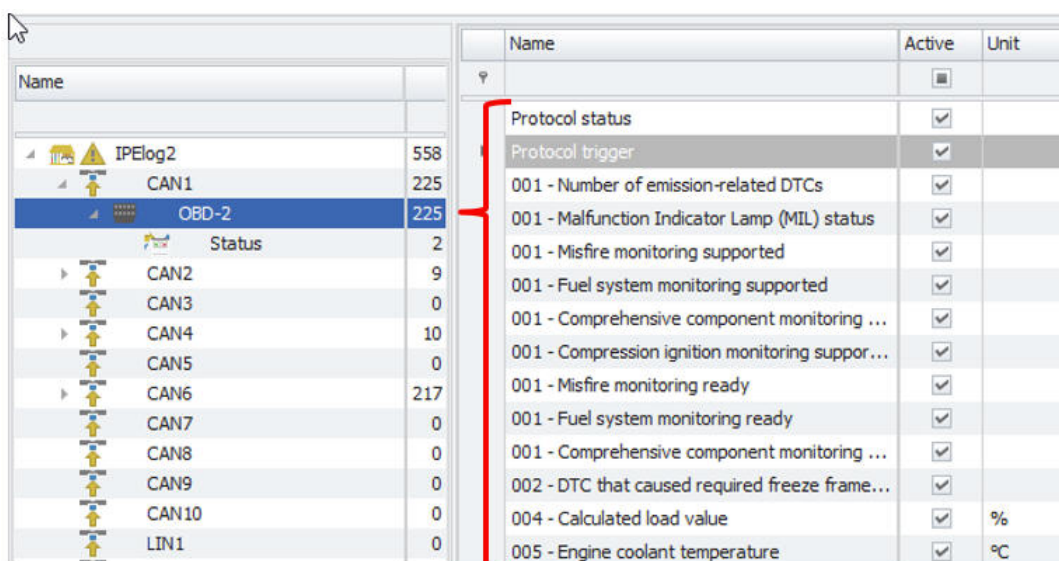 Name
IPElog2 558
CAN1 225
OBD-2 225
Status 2
CAN2 9
CAN3 0
CAN4 10
CAN5 0
CAN6 217
CAN7 0
CAN8 0
CAN9 0
CAN10 0
LIN1 0
Name Active Unit
Protocol status
Protocol trigger
001 - Number of emission-related DTCs
001 - Malfunction Indicator Lamp (MIL) status
001 - Misfire monitoring supported
001 - Fuel system monitoring supported
001 - Comprehensive component monitoring ...
001 - Compression ignition monitoring suppor...
001 - Misfire monitoring ready
001 - Fuel system monitoring ready
001 - Comprehensive component monitoring ...
002 - DTC that caused required freeze frame...
004 - Calculated load value %
005 - Engine coolant temperature ºC